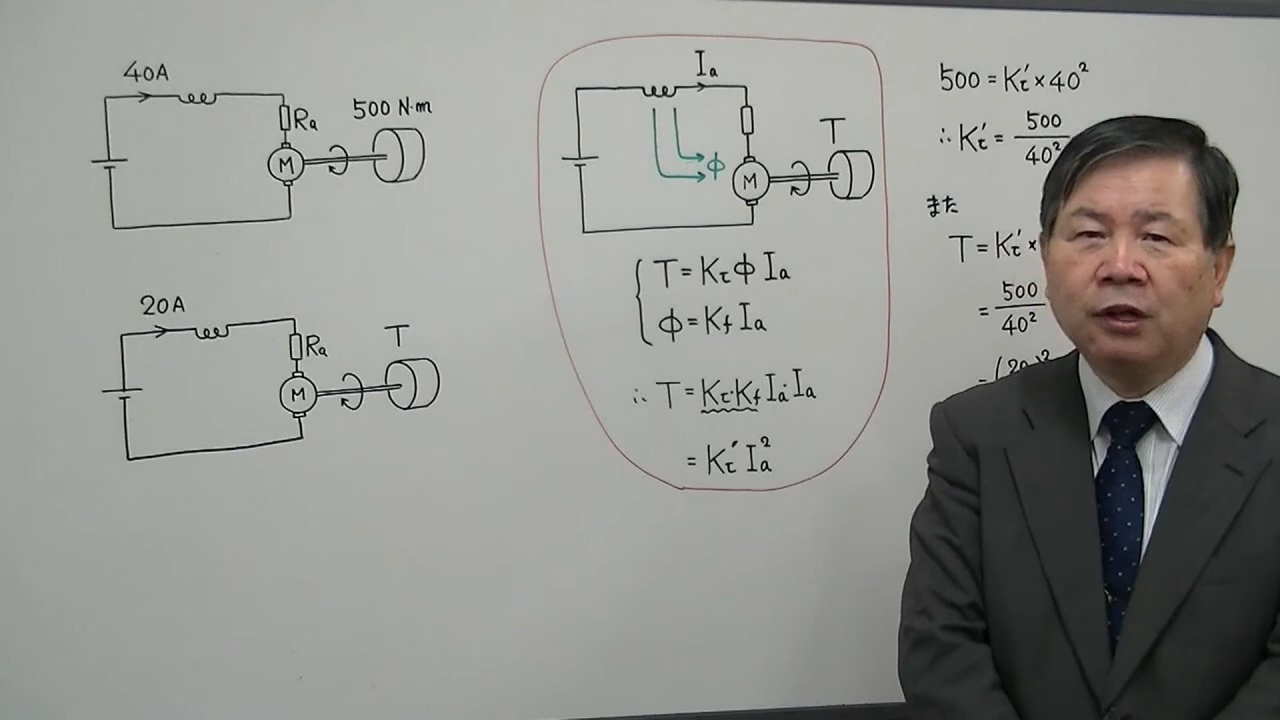 40A
Ra
500 N·m
M
20A
Ra
T
M
Ia
ϕ
T
M
T = Kτ ϕ Ia
ϕ = Kf Ia
∴ T = Kτ·Kf Ia·Ia
= Kτ′ Ia²
500 = Kτ′ × 40²
∴ Kτ′ = 500/40²
また
T = Kτ′ ×
= 500/40²